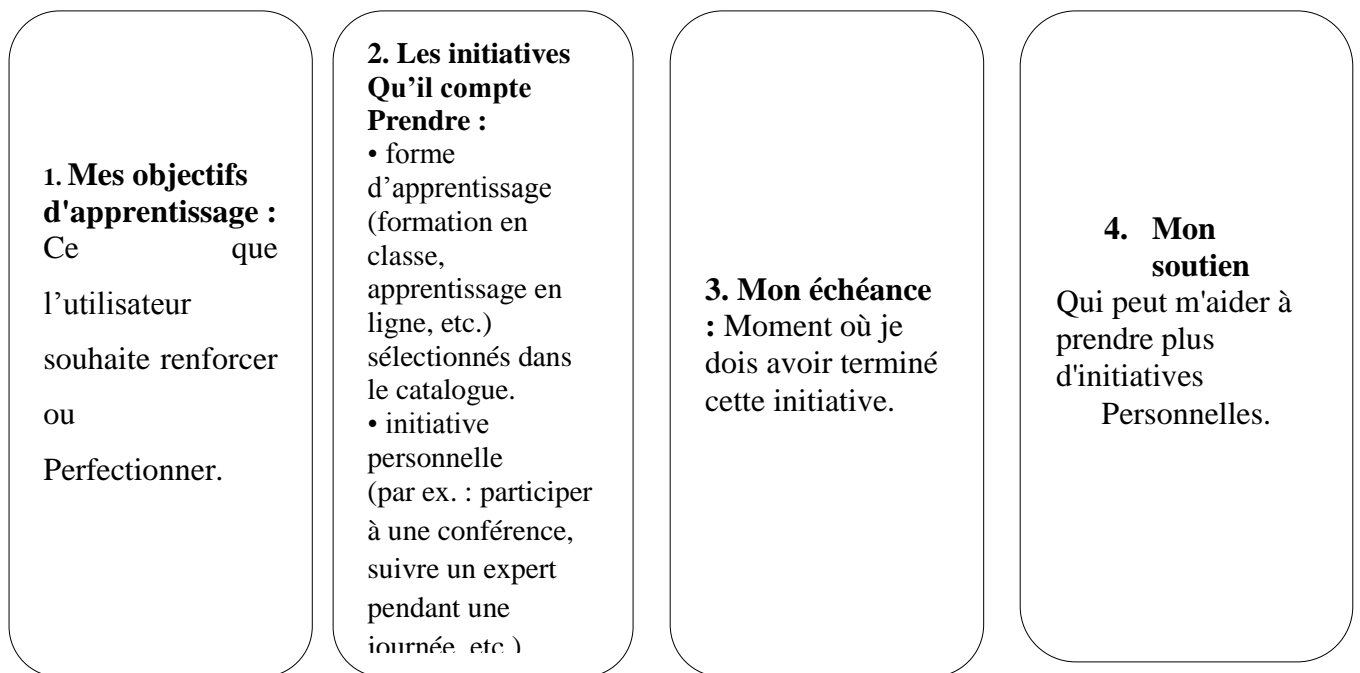 1. Mes objectifs
d'apprentissage :
Ce que
l’utilisateur
souhaite renforcer
ou
Perfectionner.
2. Les initiatives
Qu’il compte
Prendre :
• forme
d’apprentissage
(formation en
classe,
apprentissage en
ligne, etc.)
sélectionnés dans
le catalogue.
• initiative
personnelle
(par ex. : participer
à une conférence,
suivre un expert
pendant une
journée, etc.)
3. Mon échéance
: Moment où je
dois avoir terminé
cette initiative.
4. Mon
soutien
Qui peut m'aider à
prendre plus
d'initiatives
Personnelles.